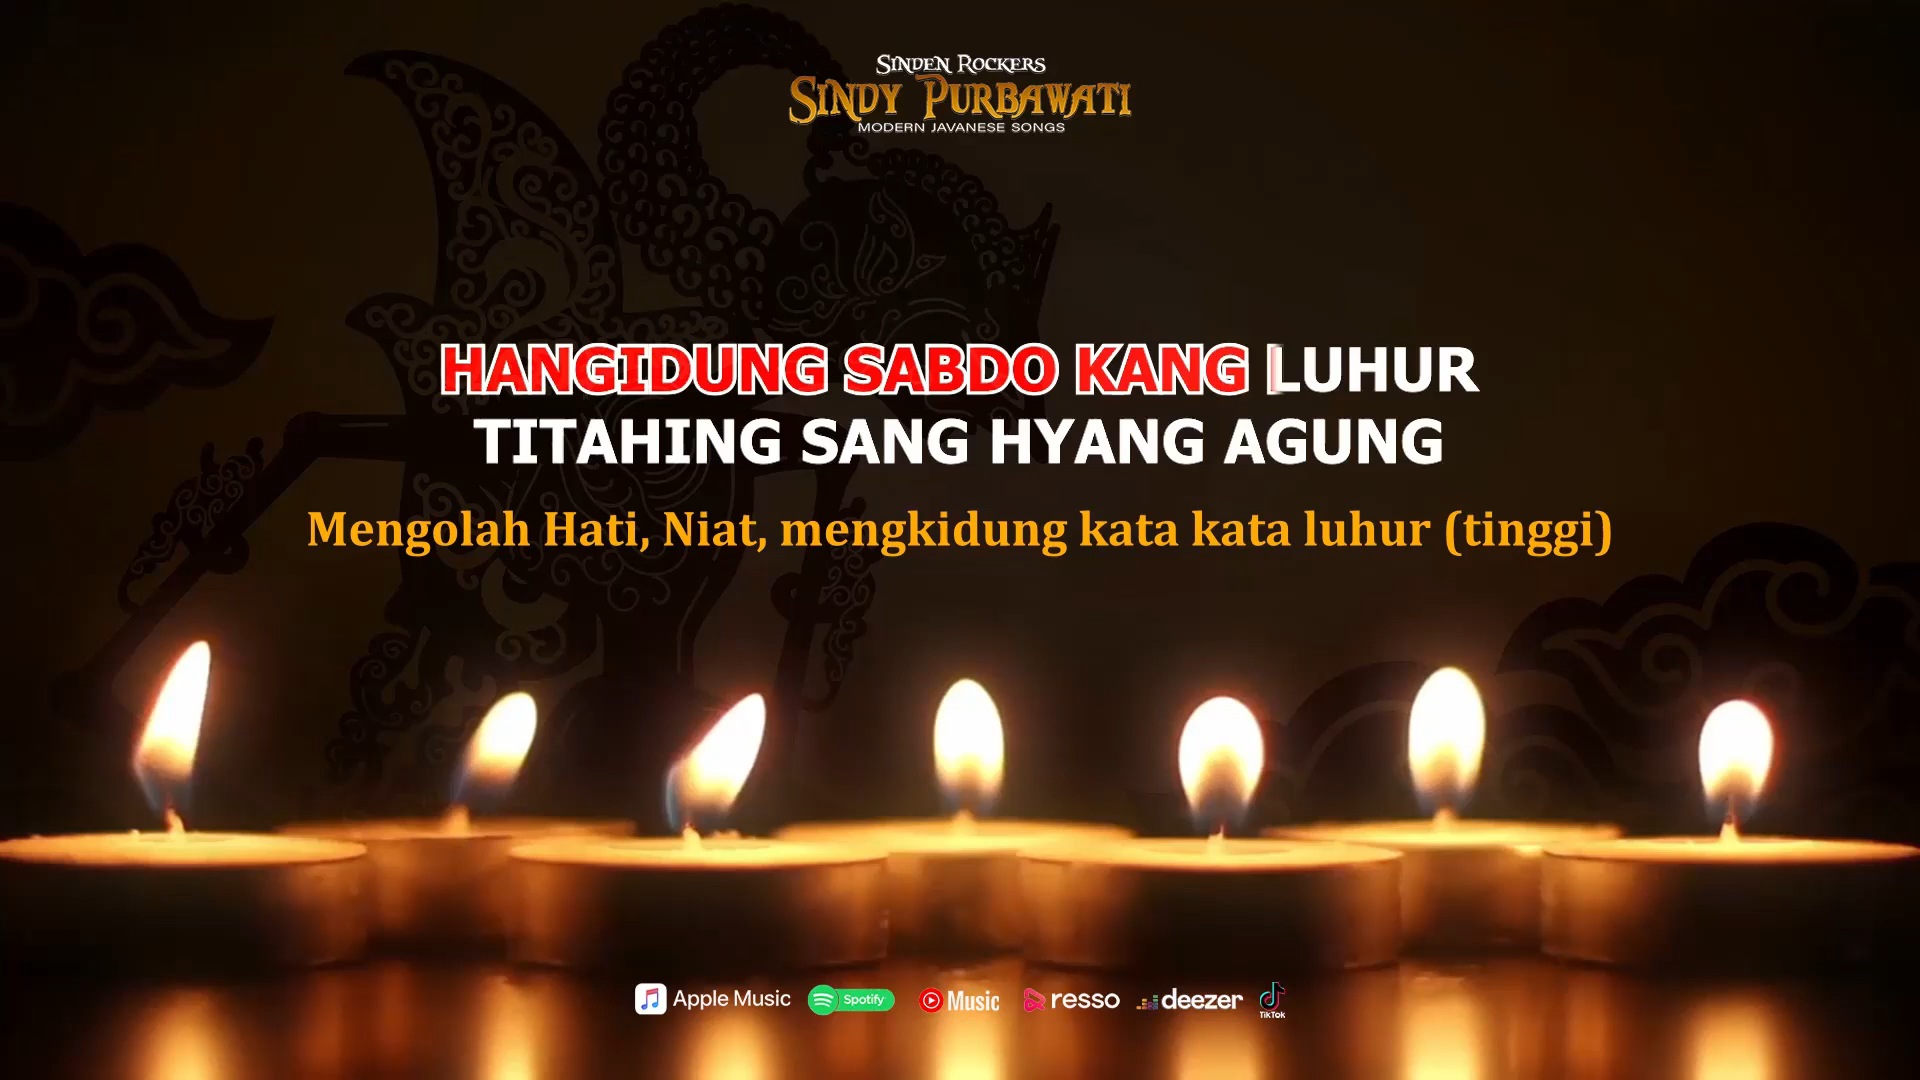 SINDEN ROCKERS
SINDY PURBAWATI
MODERN JAVANESE SONGS
HANGIDUNG SABDO KANG LUHUR
TITAHING SANG HYANG AGUNG
Mengolah Hati, Niat, mengkidung kata kata luhur (tinggi)
Apple Music Spotify Music resso deezer TikTok